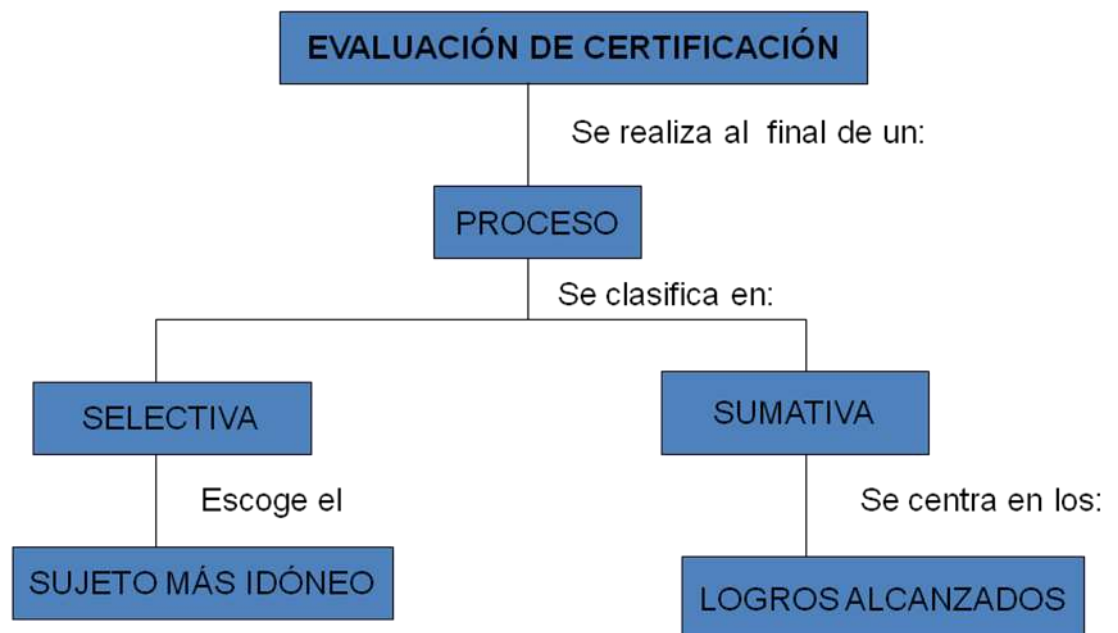 EVALUACIÓN DE CERTIFICACIÓN
Se realiza al final de un:
PROCESO
Se clasifica en:
SELECTIVA
SUMATIVA
Escoge el
Se centra en los:
SUJETO MÁS IDÓNEO
LOGROS ALCANZADOS